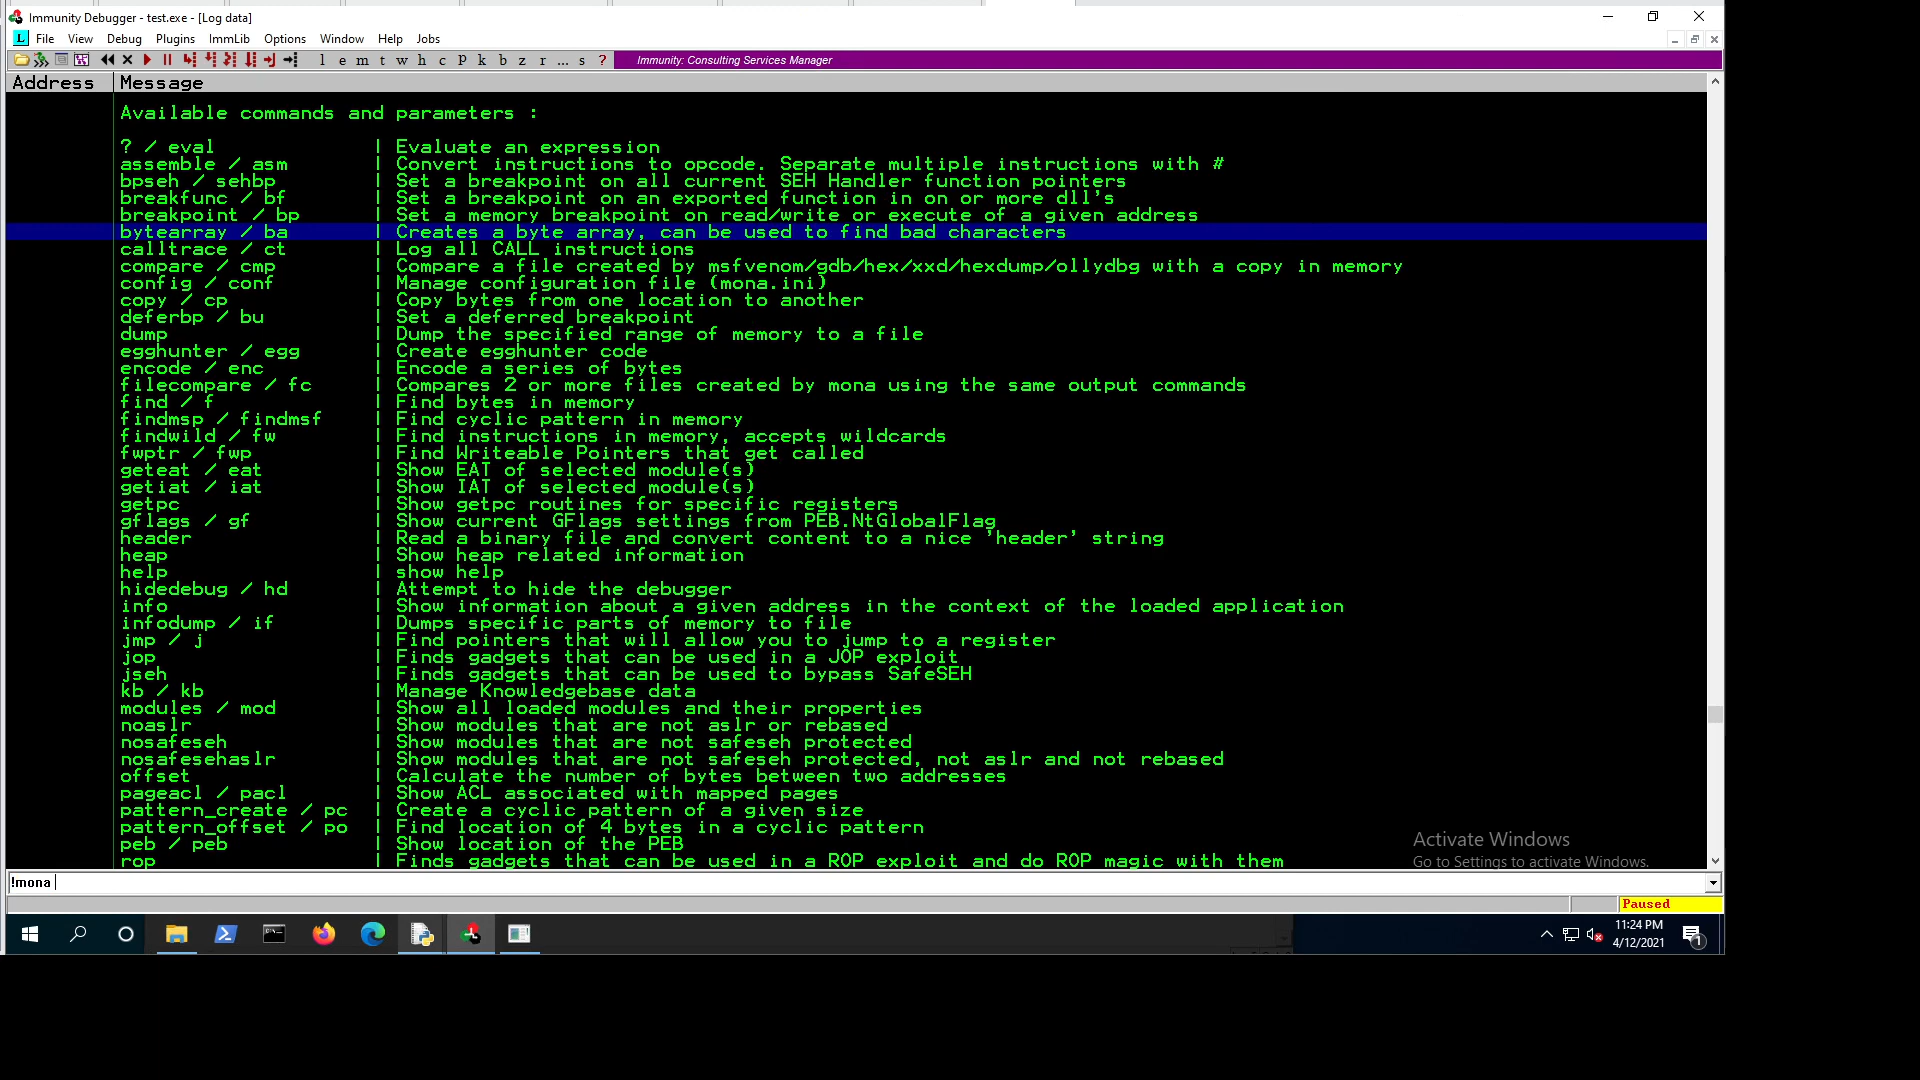 Immunity Debugger - test.exe - [Log data]
File View Debug Plugins ImmLib Options Window Help Jobs
l e m t w h c P k b z r ... s ? Immunity: Consulting Services Manager
Address Message
Available commands and parameters :
? / eval | Evaluate an expression
assemble / asm | Convert instructions to opcode. Separate multiple instructions with #
bpseh / sehbp | Set a breakpoint on all current SEH Handler function pointers
breakfunc / bf | Set a breakpoint on an exported function in on or more dll's
breakpoint / bp | Set a memory breakpoint on read/write or execute of a given address
bytearray / ba | Creates a byte array, can be used to find bad characters
calltrace / ct | Log all CALL instructions
compare / cmp | Compare a file created by msfvenom/gdb/hex/xxd/hexdump/ollydbg with a copy in memory
config / conf | Manage configuration file (mona.ini)
copy / cp | Copy bytes from one location to another
deferbp / bu | Set a deferred breakpoint
dump | Dump the specified range of memory to a file
egghunter / egg | Create egghunter code
encode / enc | Encode a series of bytes
filecompare / fc | Compares 2 or more files created by mona using the same output commands
find / f | Find bytes in memory
findmsp / findmsf | Find cyclic pattern in memory
findwild / fw | Find instructions in memory, accepts wildcards
fwptr / fwp | Find Writeable Pointers that get called
geteat / eat | Show EAT of selected module(s)
getiat / iat | Show IAT of selected module(s)
getpc | Show getpc routines for specific registers
gflags / gf | Show current GFlags settings from PEB.NtGlobalFlag
header | Read a binary file and convert content to a nice 'header' string
heap | Show heap related information
help | show help
hidedebug / hd | Attempt to hide the debugger
info | Show information about a given address in the context of the loaded application
infodump / if | Dumps specific parts of memory to file
jmp / j | Find pointers that will allow you to jump to a register
jop | Finds gadgets that can be used in a JOP exploit
jseh | Finds gadgets that can be used to bypass SafeSEH
kb / kb | Manage Knowledgebase data
modules / mod | Show all loaded modules and their properties
noaslr | Show modules that are not aslr or rebased
nosafeseh | Show modules that are not safeseh protected
nosafesehaslr | Show modules that are not safeseh protected, not aslr and not rebased
offset | Calculate the number of bytes between two addresses
pageacl / pacl | Show ACL associated with mapped pages
pattern_create / pc | Create a cyclic pattern of a given size
pattern_offset / po | Find location of 4 bytes in a cyclic pattern
peb / peb | Show location of the PEB
rop | Finds gadgets that can be used in a ROP exploit and do ROP magic with them
Activate Windows
Go to Settings to activate Windows.
!mona
Paused
11:24 PM
4/12/2021
1